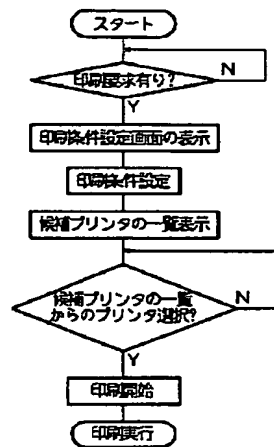 スタート
印刷要求有り?
N
Y
印刷条件設定画面の表示
印刷条件設定
候補プリンタの一覧表示
候補プリンタの一覧
からのプリンタ選択?
N
Y
印刷開始
印刷実行